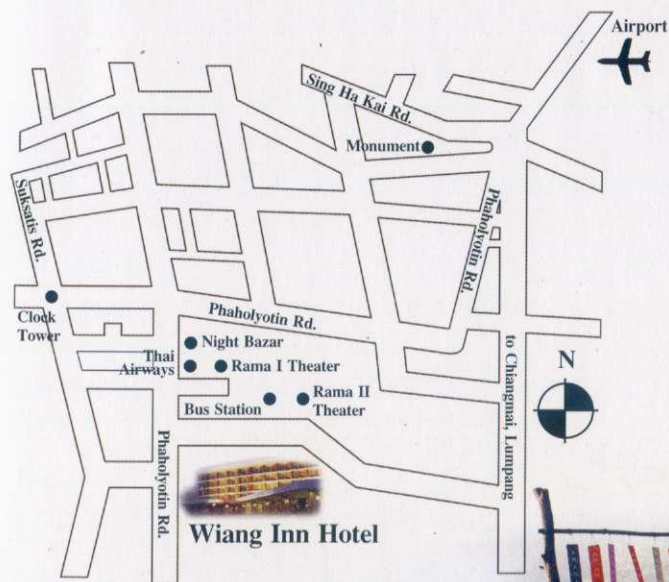 Airport
Sing Ha Kai Rd.
Monument
Suksatis Rd.
Phaholyotin Rd.
Phaholyotin Rd.
Clock
Tower
Night Bazar
Thai
Airways
Rama I Theater
Bus Station
Rama II
Theater
to Chiangmai, Lumpang
N
Phaholyotin Rd.
Wiang Inn Hotel